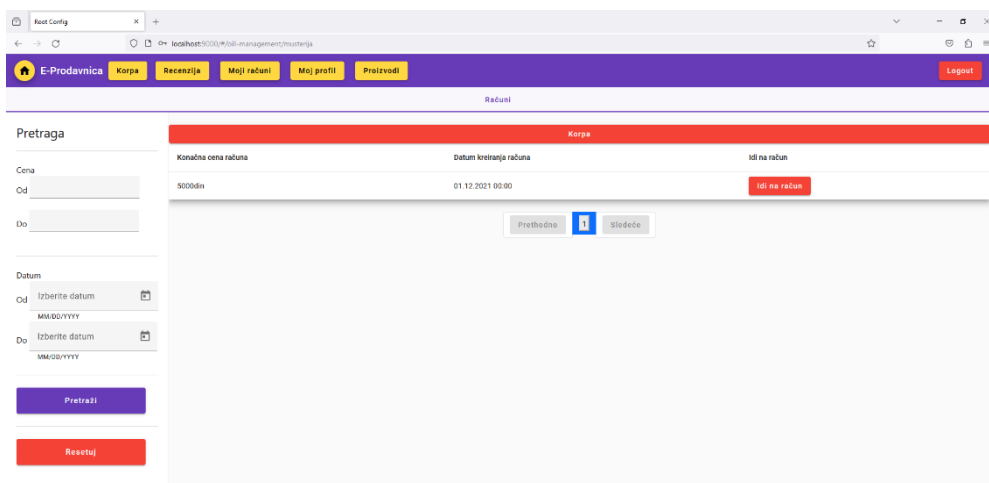 Root Config
localhost:9000/#/bill-management/musterija
E-Prodavnica Korpa Recenzija Moji računi Moj profil Proizvodi Logout
Računi
Pretraga
Korpa
Konačna cena računa Datum kreiranja računa Idi na račun
Cena
5000din 01.12.2021 00:00 Idi na račun
Od
Do
Prethodno 1 Sledeće
Datum
Od Izberite datum
MM/DD/YYYY
Do Izberite datum
MM/DD/YYYY
Pretraži
Resetuj